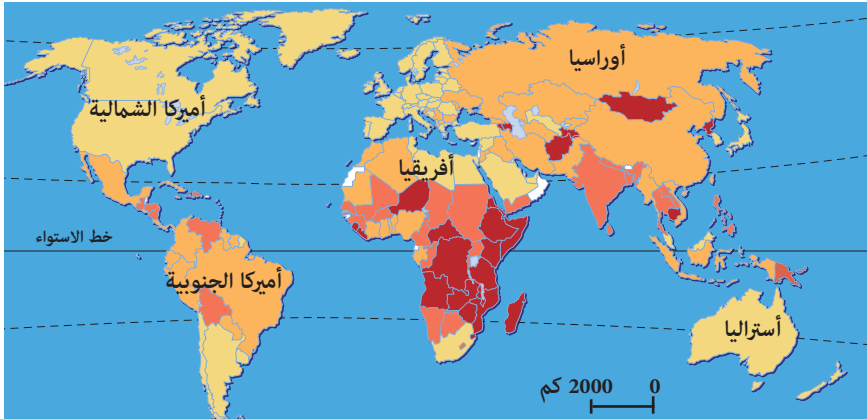 أوراسيا
أميركا الشمالية
أفريقيا
خط الاستواء
أميركا الجنوبية
أستراليا
0 2000 كم